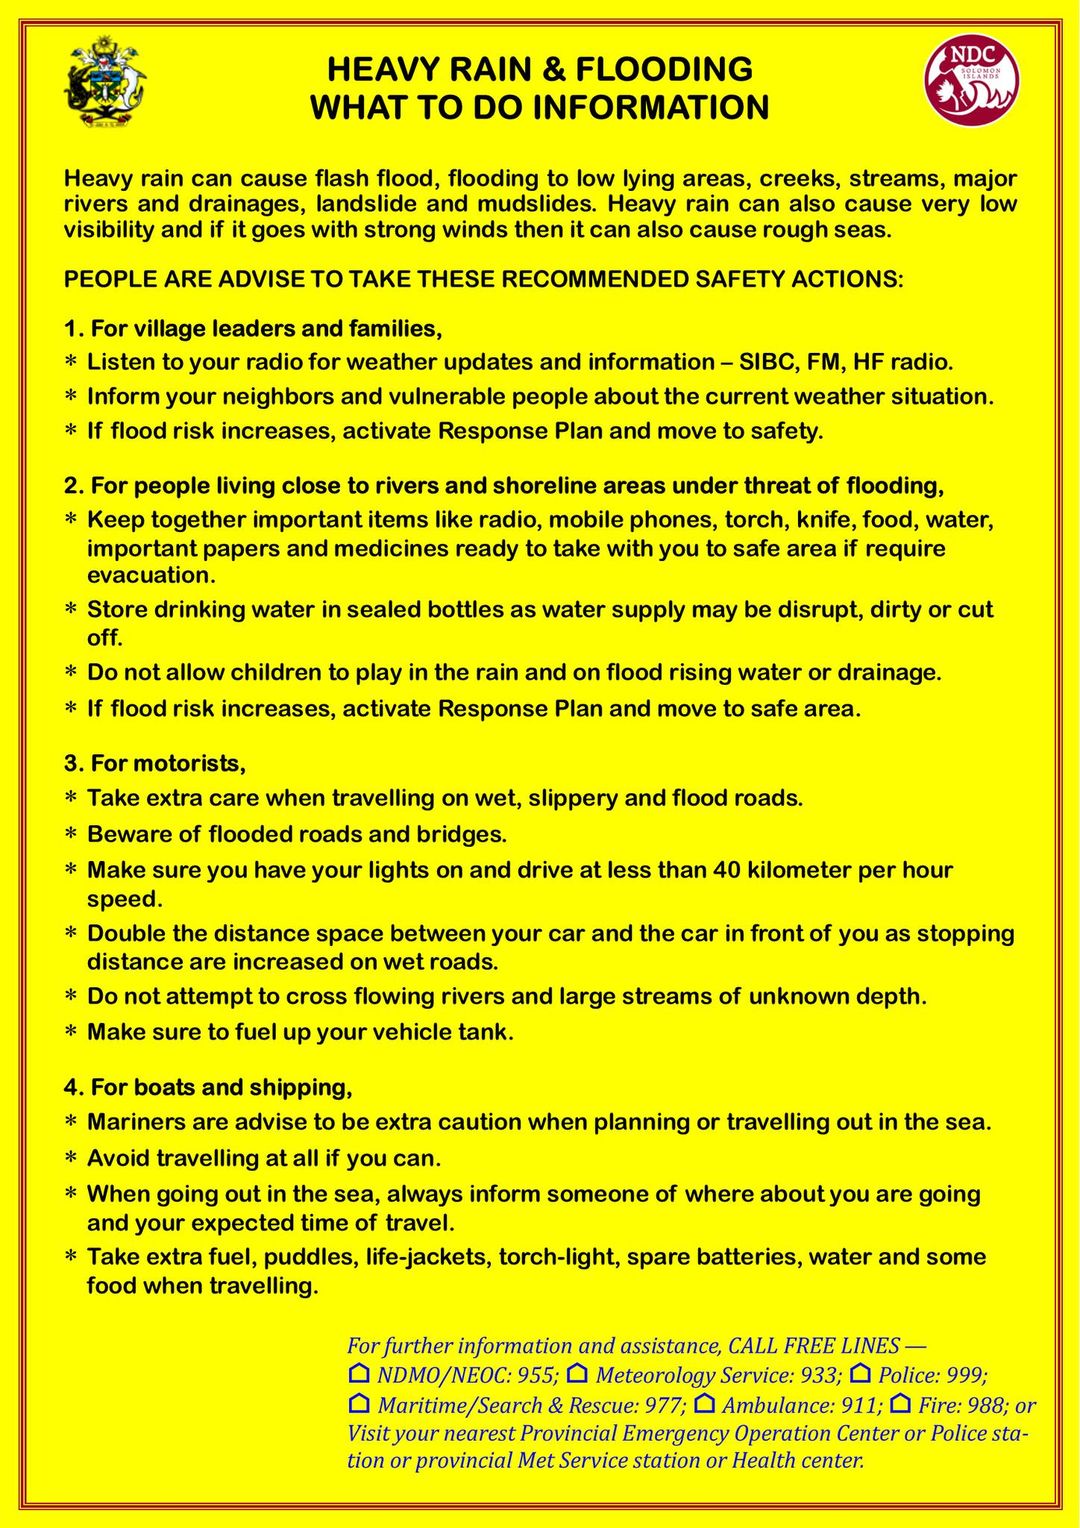 NDC
SOLOMON
ISLANDS
HEAVY RAIN & FLOODING
WHAT TO DO INFORMATION
Heavy rain can cause flash flood, flooding to low lying areas, creeks, streams, major
rivers and drainages, landslide and mudslides. Heavy rain can also cause very low
visibility and if it goes with strong winds then it can also cause rough seas.
PEOPLE ARE ADVISE TO TAKE THESE RECOMMENDED SAFETY ACTIONS:
1. For village leaders and families,
* Listen to your radio for weather updates and information – SIBC, FM, HF radio.
* Inform your neighbors and vulnerable people about the current weather situation.
* If flood risk increases, activate Response Plan and move to safety.
2. For people living close to rivers and shoreline areas under threat of flooding,
* Keep together important items like radio, mobile phones, torch, knife, food, water,
important papers and medicines ready to take with you to safe area if require
evacuation.
* Store drinking water in sealed bottles as water supply may be disrupt, dirty or cut
off.
* Do not allow children to play in the rain and on flood rising water or drainage.
* If flood risk increases, activate Response Plan and move to safe area.
3. For motorists,
* Take extra care when travelling on wet, slippery and flood roads.
* Beware of flooded roads and bridges.
* Make sure you have your lights on and drive at less than 40 kilometer per hour
speed.
* Double the distance space between your car and the car in front of you as stopping
distance are increased on wet roads.
* Do not attempt to cross flowing rivers and large streams of unknown depth.
* Make sure to fuel up your vehicle tank.
4. For boats and shipping,
* Mariners are advise to be extra caution when planning or travelling out in the sea.
* Avoid travelling at all if you can.
* When going out in the sea, always inform someone of where about you are going
and your expected time of travel.
* Take extra fuel, puddles, life-jackets, torch-light, spare batteries, water and some
food when travelling.
For further information and assistance, CALL FREE LINES —
NDMO/NEOC: 955; Meteorology Service: 933; Police: 999;
Maritime/Search & Rescue: 977; Ambulance: 911; Fire: 988; or
Visit your nearest Provincial Emergency Operation Center or Police sta-
tion or provincial Met Service station or Health center.